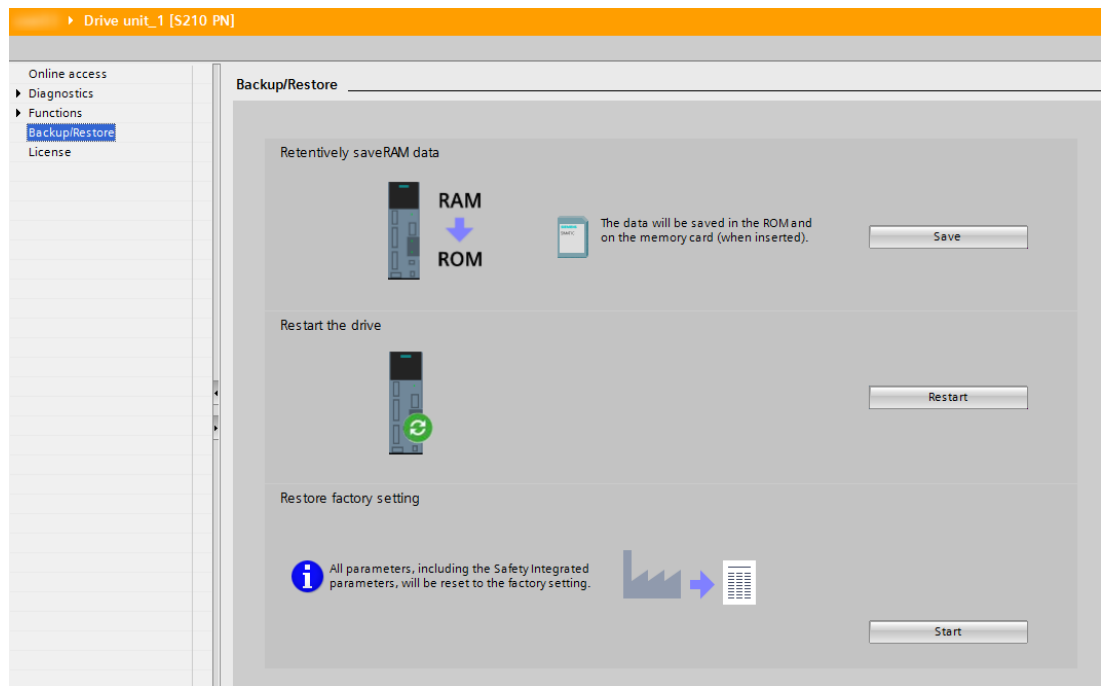 Drive unit_1 [S210 PN]
Online access
Diagnostics
Functions
Backup/Restore
License
Backup/Restore
Retentively saveRAM data
RAM
ROM
The data will be saved in the ROM and
on the memory card (when inserted).
Save
Restart the drive
Restart
Restore factory setting
All parameters, including the Safety Integrated
parameters, will be reset to the factory setting.
Start